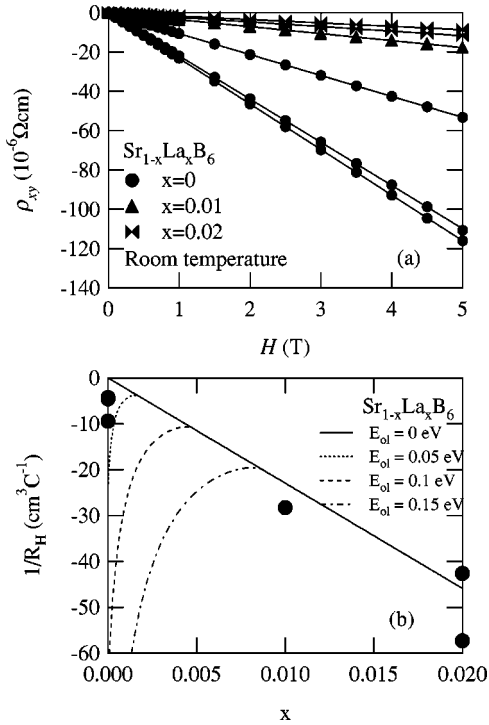 0
-20
-40
-60
-80
-100
-120
-140
ρxy (10-6Ωcm)
Sr1-xLaxB6
x=0
x=0.01
x=0.02
Room temperature
(a)
0 1 2 3 4 5
H (T)
0
-10
-20
-30
-40
-50
-60
1/RH (cm3C-1)
Sr1-xLaxB6
Eol = 0 eV
Eol = 0.05 eV
Eol = 0.1 eV
Eol = 0.15 eV
(b)
0.000 0.005 0.010 0.015 0.020
x